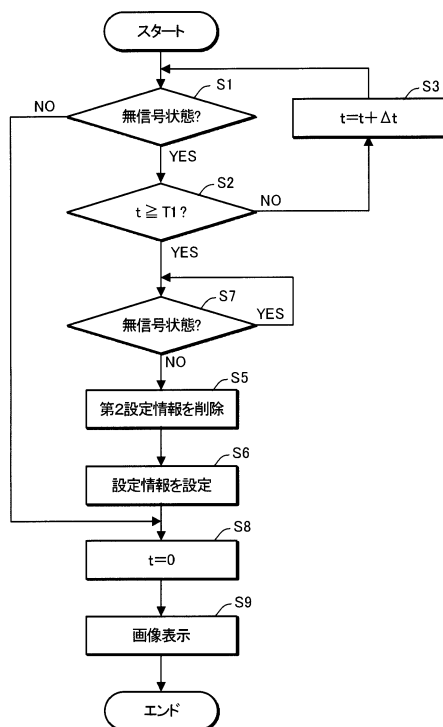 スタート
S1
S3
NO
無信号状態?
t=t+Δt
YES
S2
t≧T1?
NO
YES
S7
無信号状態?
YES
NO
S5
第2設定情報を削除
S6
設定情報を設定
S8
t=0
S9
画像表示
エンド